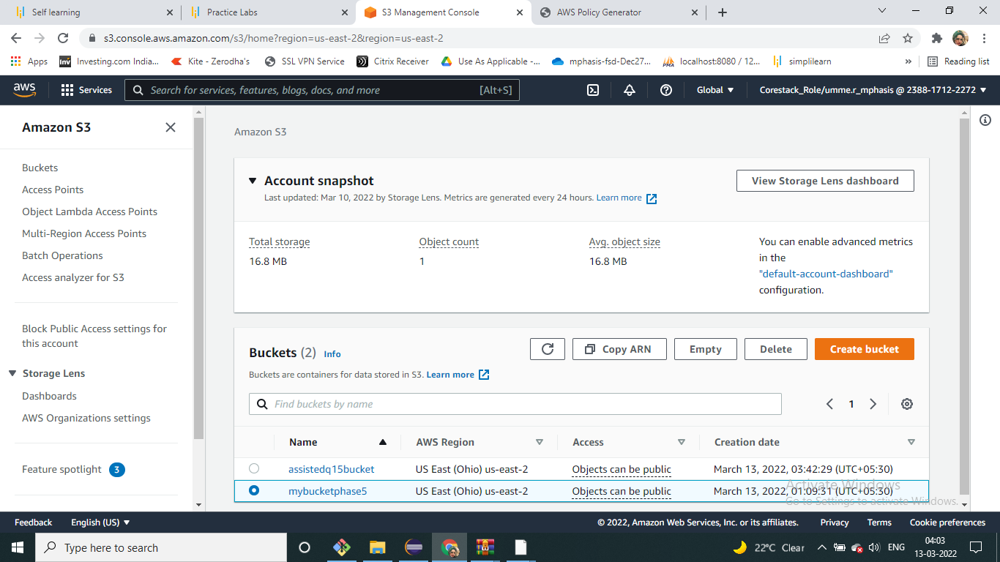 Self learning
Practice Labs
S3 Management Console
AWS Policy Generator
s3.console.aws.amazon.com/s3/home?region=us-east-2&region=us-east-2
Apps
Investing.com India...
Kite - Zerodha's
SSL VPN Service
Citrix Receiver
Use As Applicable -...
mphasis-fsd-Dec27...
localhost:8080 / 12...
simplilearn
»
Reading list
aws
Services
Search for services, features, blogs, docs, and more
[Alt+S]
Global
Corestack_Role/umme.r_mphasis @ 2388-1712-2272
Amazon S3
Buckets
Access Points
Object Lambda Access Points
Multi-Region Access Points
Batch Operations
Access analyzer for S3
Block Public Access settings for
this account
Storage Lens
Dashboards
AWS Organizations settings
Feature spotlight 3
Amazon S3
Account snapshot
Last updated: Mar 10, 2022 by Storage Lens. Metrics are generated every 24 hours. Learn more
View Storage Lens dashboard
Total storage
16.8 MB
Object count
1
Avg. object size
16.8 MB
You can enable advanced metrics
in the
"default-account-dashboard"
configuration.
Buckets (2) Info
Copy ARN
Empty
Delete
Create bucket
Buckets are containers for data stored in S3. Learn more
Find buckets by name
1
Name AWS Region Access Creation date
assistedq15bucket US East (Ohio) us-east-2 Objects can be public March 13, 2022, 03:42:29 (UTC+05:30)
mybucketphase5 US East (Ohio) us-east-2 Objects can be public March 13, 2022, 01:09:31 (UTC+05:30)
Activate Windows
Go to Settings to activate Windows.
Feedback
English (US)
© 2022, Amazon Web Services, Inc. or its affiliates.
Privacy
Terms
Cookie preferences
Type here to search
22°C Clear
ENG
04:03
13-03-2022